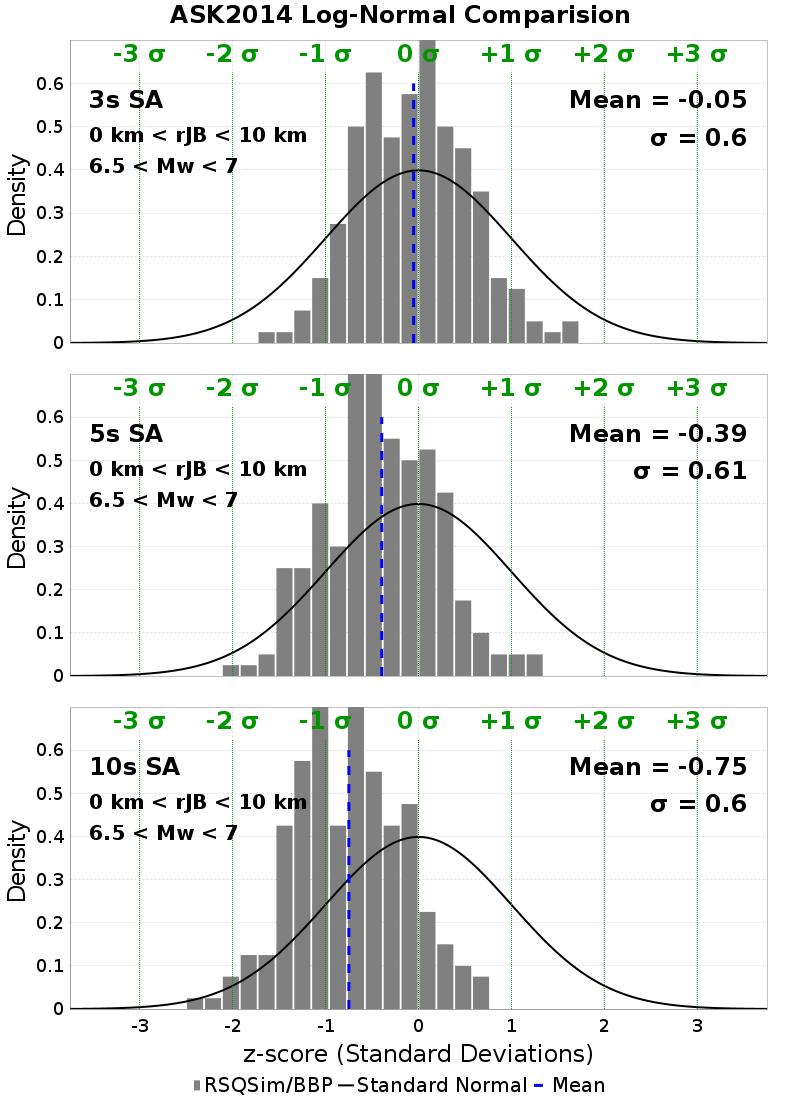 ASK2014 Log-Normal Comparision
-3 σ -2 σ -1 σ 0 σ +1 σ +2 σ +3 σ
3s SA
0 km < rJB < 10 km
6.5 < Mw < 7
Mean = -0.05
σ = 0.6
Density
0.6
0.5
0.4
0.3
0.2
0.1
0
-3 σ -2 σ -1 σ 0 σ +1 σ +2 σ +3 σ
5s SA
0 km < rJB < 10 km
6.5 < Mw < 7
Mean = -0.39
σ = 0.61
Density
0.6
0.5
0.4
0.3
0.2
0.1
0
-3 σ -2 σ -1 σ 0 σ +1 σ +2 σ +3 σ
10s SA
0 km < rJB < 10 km
6.5 < Mw < 7
Mean = -0.75
σ = 0.6
Density
0.6
0.5
0.4
0.3
0.2
0.1
0
-3 -2 -1 0 1 2 3
z-score (Standard Deviations)
RSQSim/BBP Standard Normal Mean